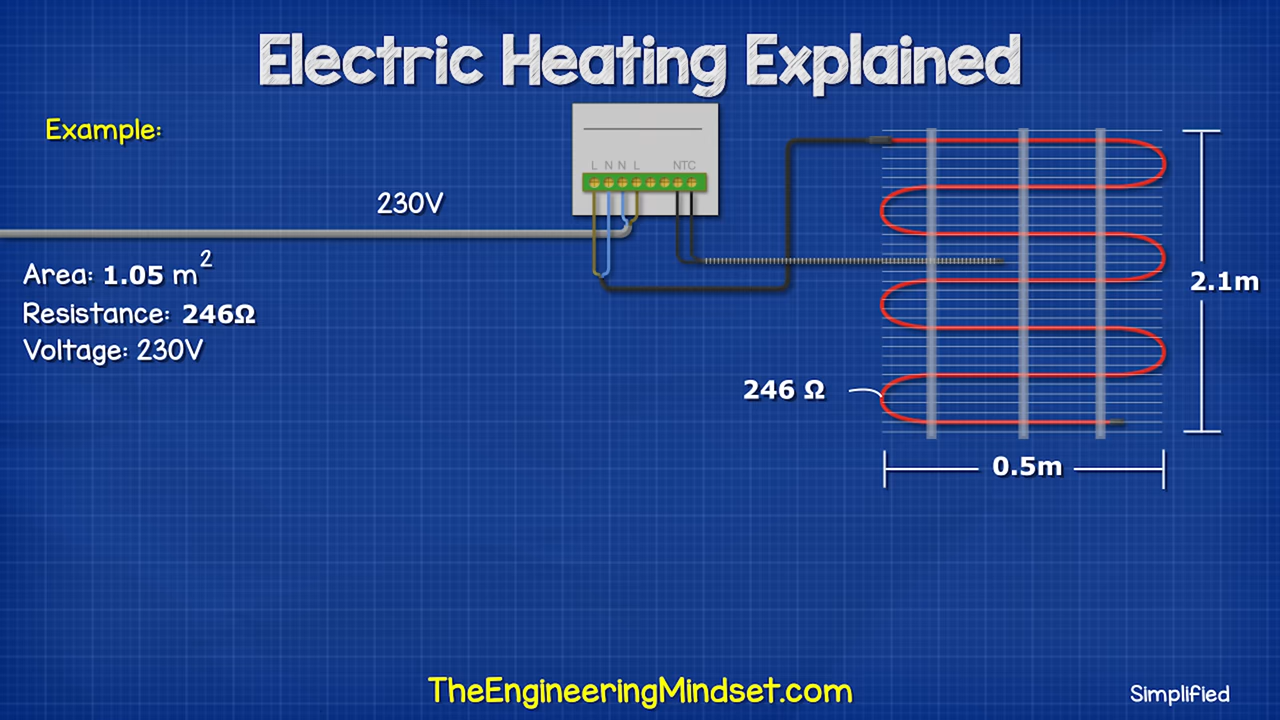 Electric Heating Explained
Example:
L N N L NTC
230V
Area: 1.05 m²
Resistance: 246Ω
Voltage: 230V
2.1m
246 Ω
0.5m
TheEngineeringMindset.com
Simplified